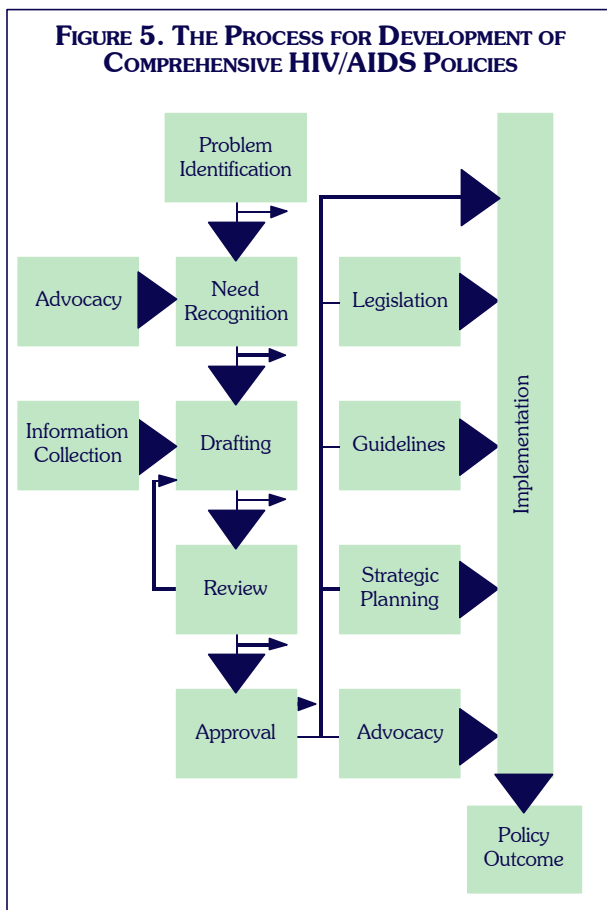 FIGURE 5. THE PROCESS FOR DEVELOPMENT OF
COMPREHENSIVE HIV/AIDS POLICIES
Problem
Identification
Advocacy
Need
Recognition
Legislation
Information
Collection
Drafting
Guidelines
Implementation
Review
Strategic
Planning
Approval
Advocacy
Policy
Outcome